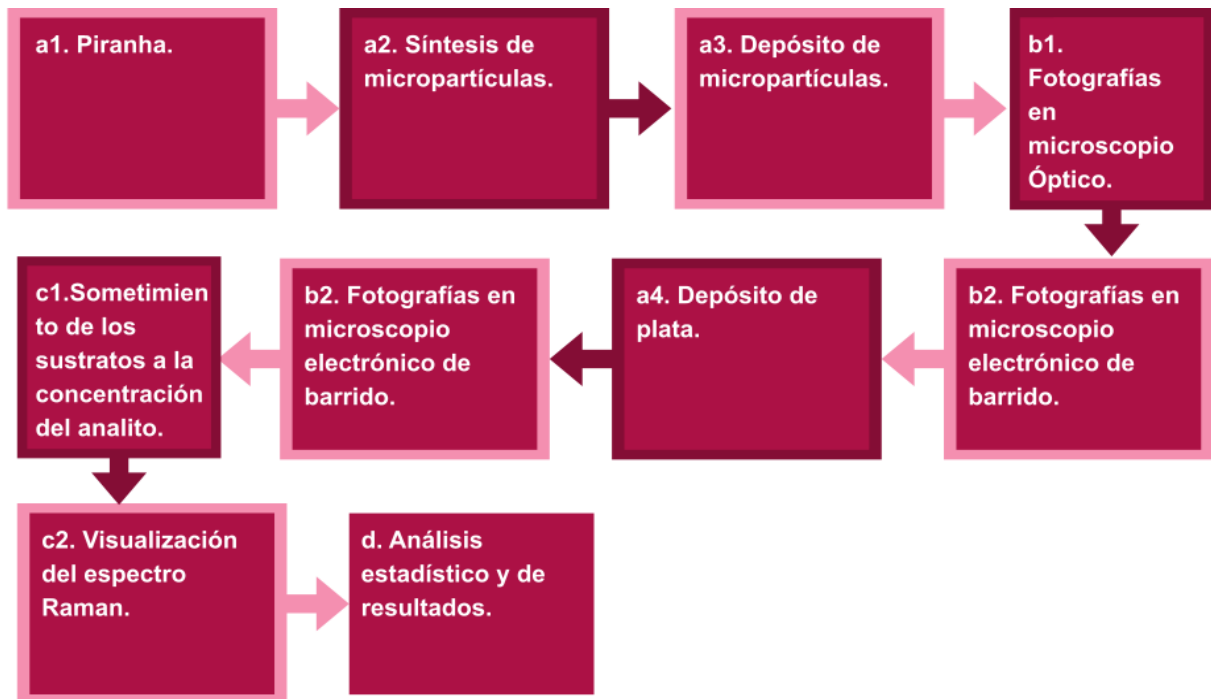 a1. Piranha.
a2. Síntesis de
micropartículas.
a3. Depósito de
micropartículas.
b1.
Fotografías
en
microscopio
Óptico.
b2. Fotografías en
microscopio
electrónico de
barrido.
a4. Depósito de
plata.
b2. Fotografías en
microscopio
electrónico de
barrido.
c1.Sometimien
to de los
sustratos a la
concentración
del analito.
c2. Visualización
del espectro
Raman.
d. Análisis
estadístico y de
resultados.